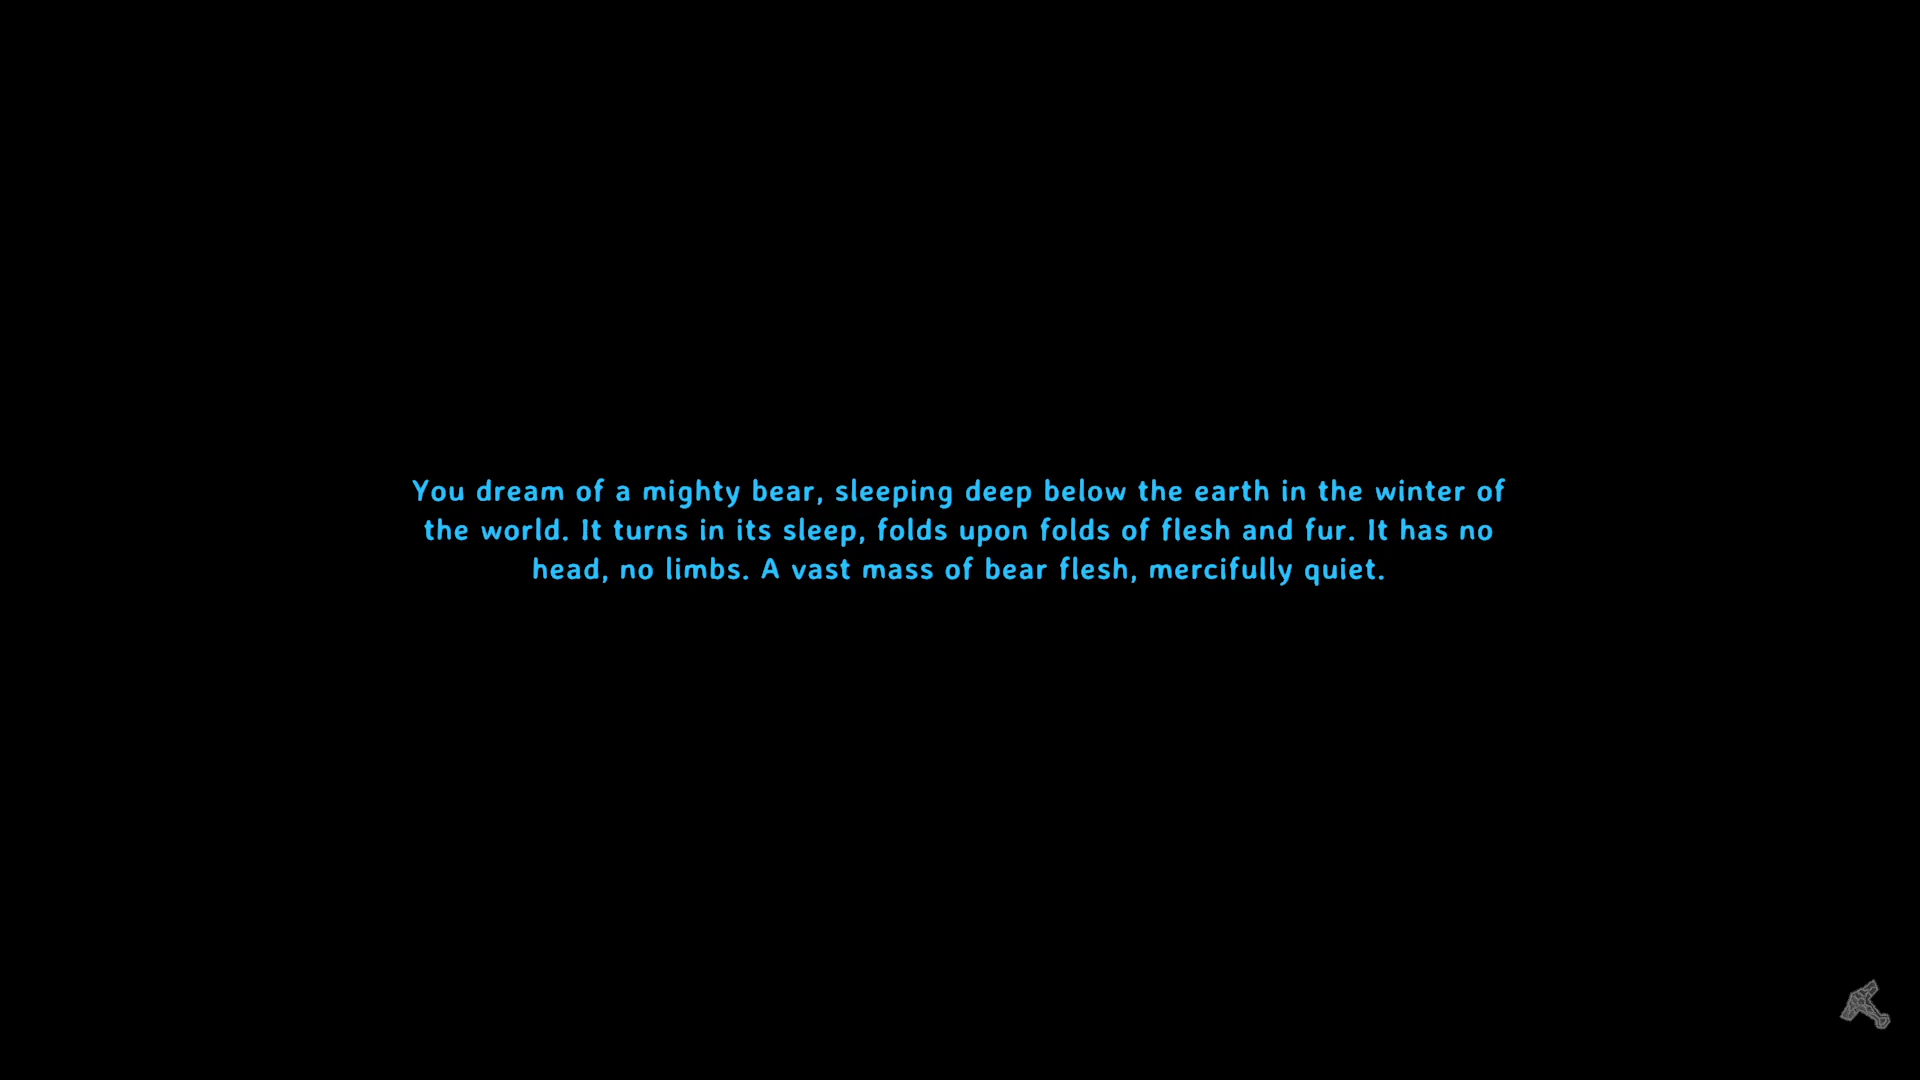 You dream of a mighty bear, sleeping deep below the earth in the winter of
the world. It turns in its sleep, folds upon folds of flesh and fur. It has no
head, no limbs. A vast mass of bear flesh, mercifully quiet.